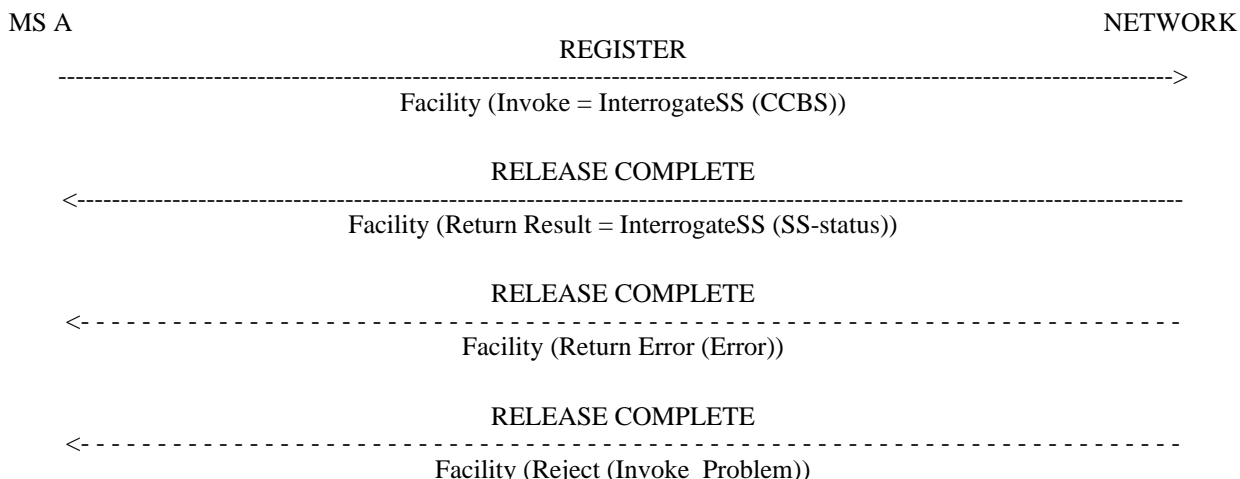 MS A NETWORK
REGISTER
------------------------------------------------------------------------------------------------------------------------------------>
Facility (Invoke = InterrogateSS (CCBS))
RELEASE COMPLETE
<------------------------------------------------------------------------------------------------------------------------------------
Facility (Return Result = InterrogateSS (SS-status))
RELEASE COMPLETE
<- - - - - - - - - - - - - - - - - - - - - - - - - - - - - - - - - - - - - - - - - - - - - - - - - - - - - - - - - - - - - - - - - - - - - - - -
Facility (Return Error (Error))
RELEASE COMPLETE
<- - - - - - - - - - - - - - - - - - - - - - - - - - - - - - - - - - - - - - - - - - - - - - - - - - - - - - - - - - - - - - - - - - - - - - - -
Facility (Reject (Invoke_Problem))